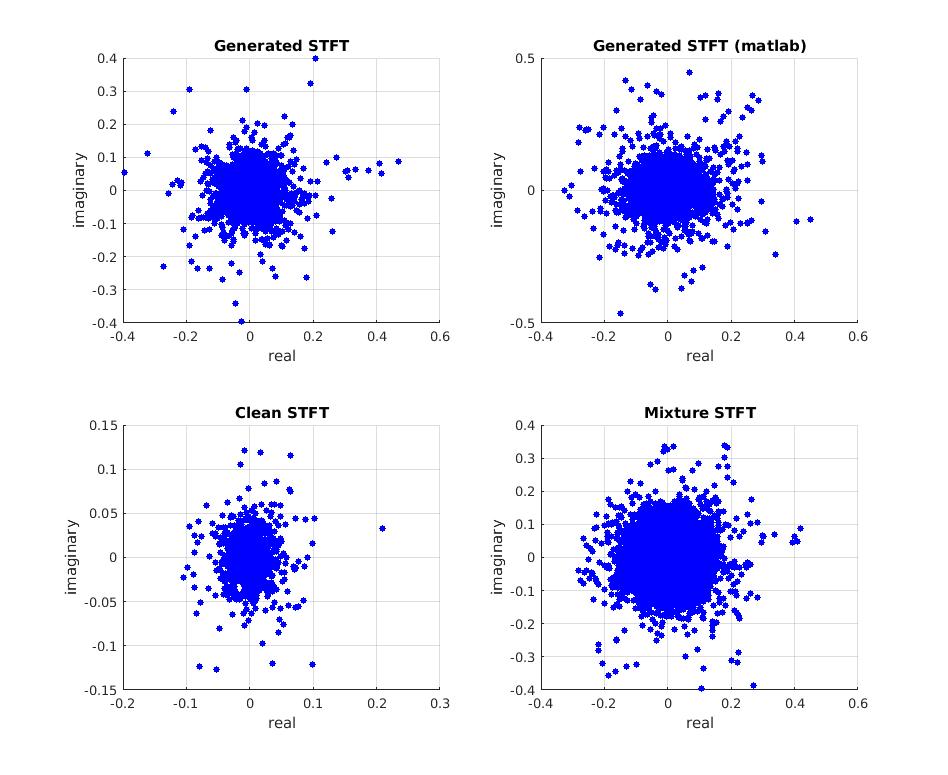 Generated STFT
0.4
0.3
0.2
0.1
0
-0.1
-0.2
-0.3
-0.4
imaginary
-0.4 -0.2 0 0.2 0.4 0.6
real
Generated STFT (matlab)
0.5
0
-0.5
imaginary
-0.4 -0.2 0 0.2 0.4 0.6
real
Clean STFT
0.15
0.1
0.05
0
-0.05
-0.1
-0.15
imaginary
-0.2 -0.1 0 0.1 0.2 0.3
real
Mixture STFT
0.4
0.3
0.2
0.1
0
-0.1
-0.2
-0.3
-0.4
imaginary
-0.4 -0.2 0 0.2 0.4 0.6
real